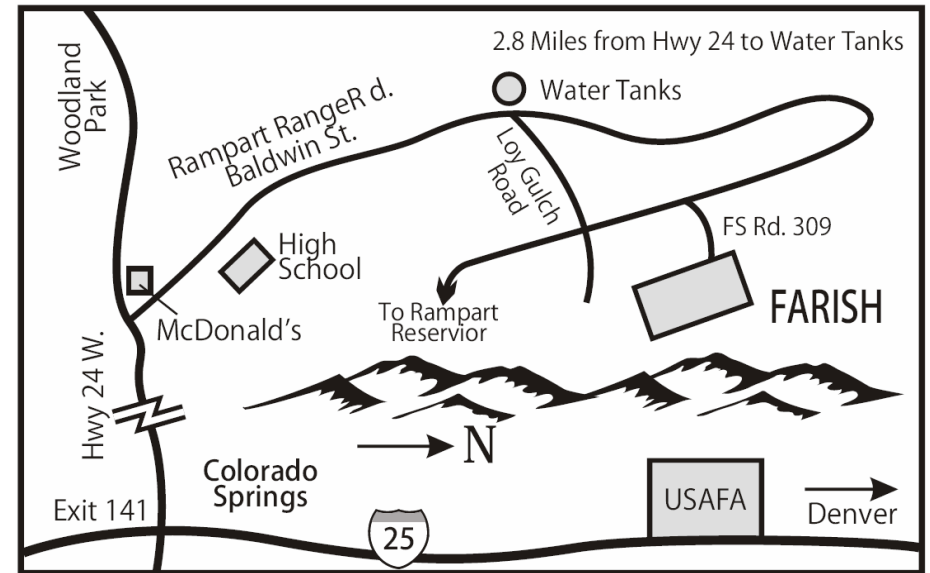 2.8 Miles from Hwy 24 to Water Tanks
Woodland
Park
Water Tanks
Rampart RangeR d.
Baldwin St.
Loy Gulch
Road
FS Rd. 309
High
School
FARISH
To Rampart
Reservior
McDonald's
Hwy 24 W.
N
Colorado
Springs
USAFA
Denver
Exit 141
25